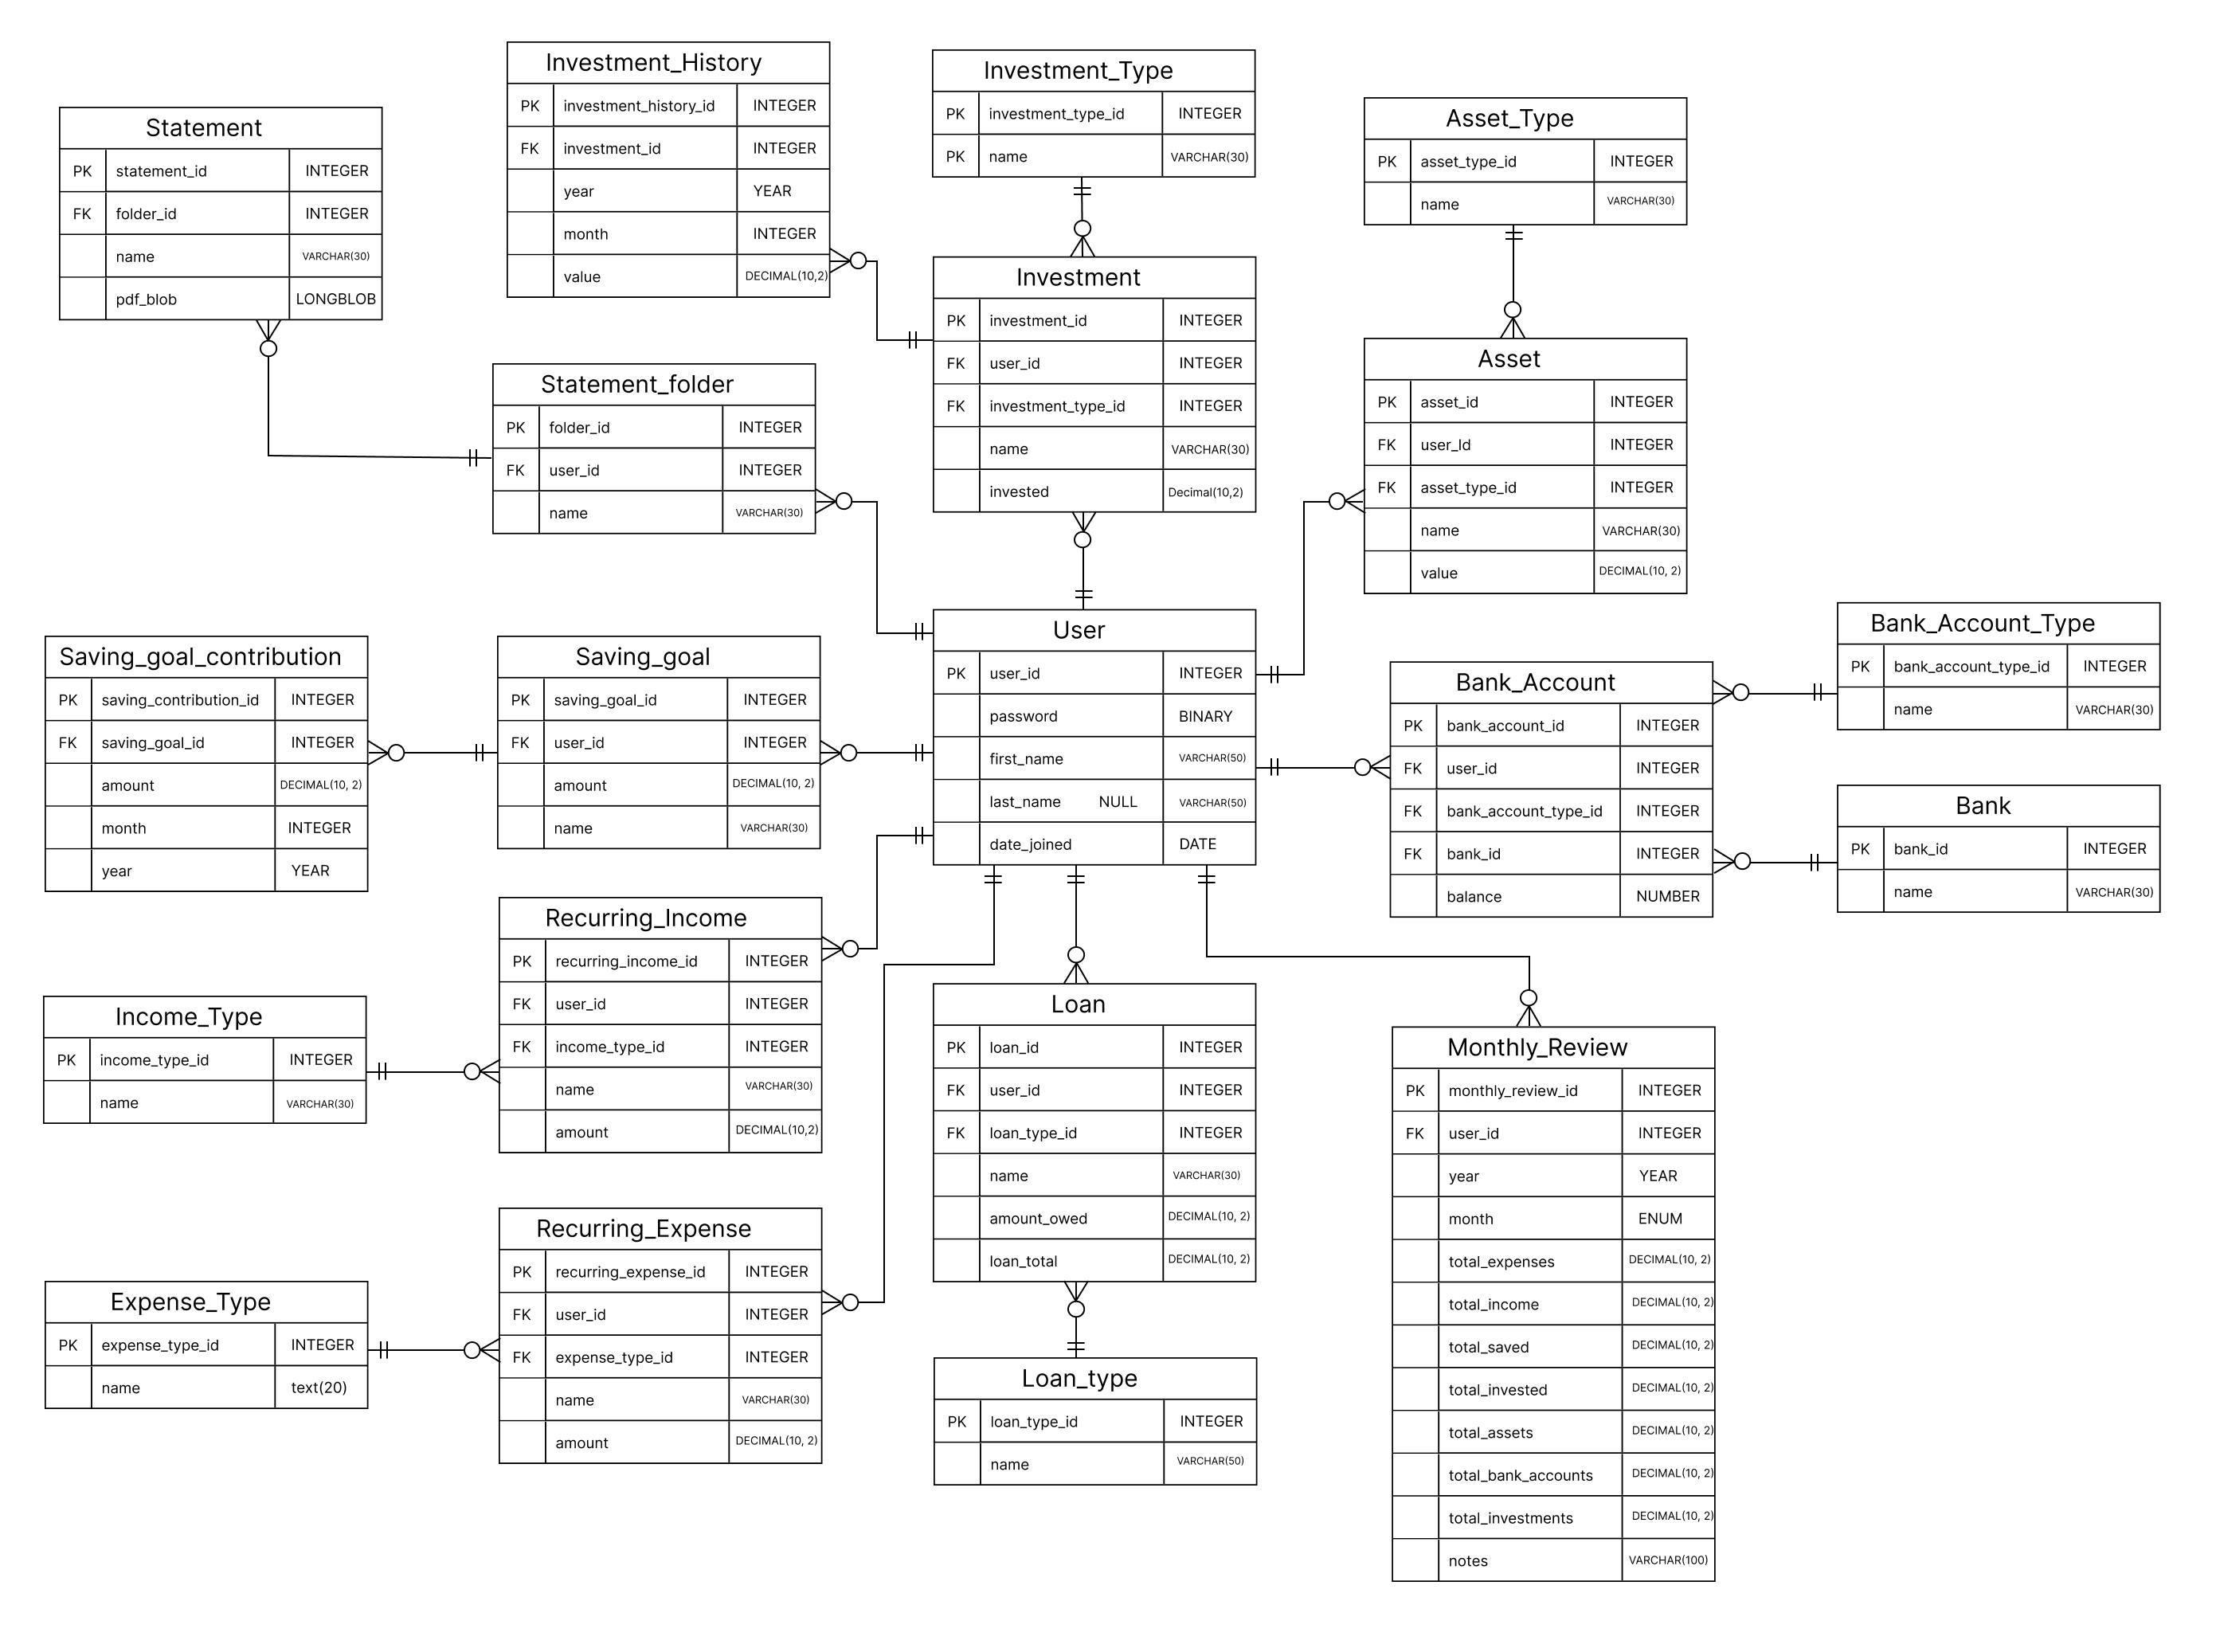 Investment_History
PK investment_history_id INTEGER
FK investment_id INTEGER
year YEAR
month INTEGER
value DECIMAL(10,2)
Investment_Type
PK investment_type_id INTEGER
PK name VARCHAR(30)
Asset_Type
PK asset_type_id INTEGER
name VARCHAR(30)
Statement
PK statement_id INTEGER
FK folder_id INTEGER
name VARCHAR(30)
pdf_blob LONGBLOB
Investment
PK investment_id INTEGER
FK user_id INTEGER
FK investment_type_id INTEGER
name VARCHAR(30)
invested Decimal(10,2)
Asset
PK asset_id INTEGER
FK user_Id INTEGER
FK asset_type_id INTEGER
name VARCHAR(30)
value DECIMAL(10, 2)
Statement_folder
PK folder_id INTEGER
FK user_id INTEGER
name VARCHAR(30)
Saving_goal_contribution
PK saving_contribution_id INTEGER
FK saving_goal_id INTEGER
amount DECIMAL(10, 2)
month INTEGER
year YEAR
Saving_goal
PK saving_goal_id INTEGER
FK user_id INTEGER
amount DECIMAL(10, 2)
name VARCHAR(30)
User
PK user_id INTEGER
password BINARY
first_name VARCHAR(50)
last_name NULL VARCHAR(50)
date_joined DATE
Bank_Account
PK bank_account_id INTEGER
FK user_id INTEGER
FK bank_account_type_id INTEGER
FK bank_id INTEGER
balance NUMBER
Bank_Account_Type
PK bank_account_type_id INTEGER
name VARCHAR(30)
Bank
PK bank_id INTEGER
name VARCHAR(30)
Recurring_Income
PK recurring_income_id INTEGER
FK user_id INTEGER
FK income_type_id INTEGER
name VARCHAR(30)
amount DECIMAL(10,2)
Income_Type
PK income_type_id INTEGER
name VARCHAR(30)
Loan
PK loan_id INTEGER
FK user_id INTEGER
FK loan_type_id INTEGER
name VARCHAR(30)
amount_owed DECIMAL(10, 2)
loan_total DECIMAL(10, 2)
Monthly_Review
PK monthly_review_id INTEGER
FK user_id INTEGER
year YEAR
month ENUM
total_expenses DECIMAL(10, 2)
total_income DECIMAL(10, 2)
total_saved DECIMAL(10, 2)
total_invested DECIMAL(10, 2)
total_assets DECIMAL(10, 2)
total_bank_accounts DECIMAL(10, 2)
total_investments DECIMAL(10, 2)
notes VARCHAR(100)
Recurring_Expense
PK recurring_expense_id INTEGER
FK user_id INTEGER
FK expense_type_id INTEGER
name VARCHAR(30)
amount DECIMAL(10, 2)
Expense_Type
PK expense_type_id INTEGER
name text(20)
Loan_type
PK loan_type_id INTEGER
name VARCHAR(50)